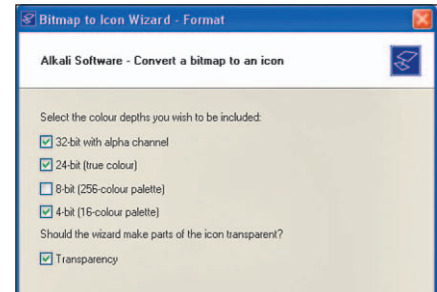 Bitmap to Icon Wizard - Format
Alkali Software - Convert a bitmap to an icon
Select the colour depths you wish to be included:
32-bit with alpha channel
24-bit (true colour)
8-bit (256-colour palette)
4-bit (16-colour palette)
Should the wizard make parts of the icon transparent?
Transparency